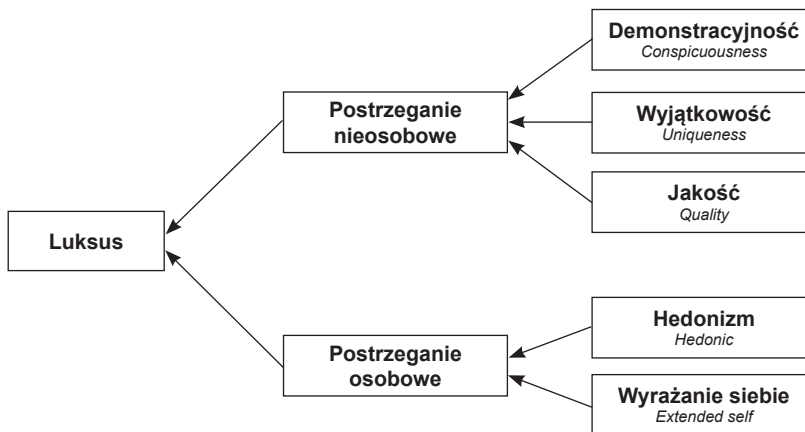 Demonstracyjność
Conspicuousness
Postrzeganie
nieosobowe
Wyjątkowość
Uniqueness
Jakość
Quality
Luksus
Hedonizm
Hedonic
Postrzeganie
osobowe
Wyrażanie siebie
Extended self